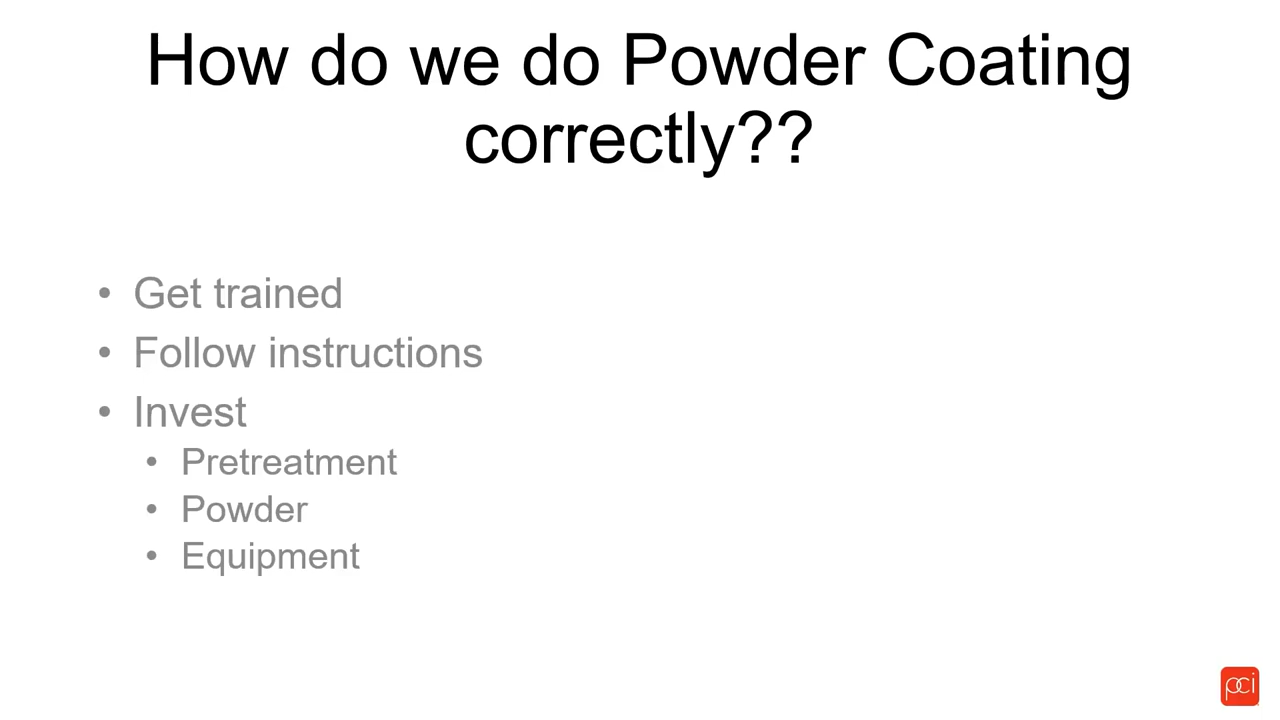 How do we do Powder Coating
correctly??
• Get trained
• Follow instructions
• Invest
• Pretreatment
• Powder
• Equipment
pci